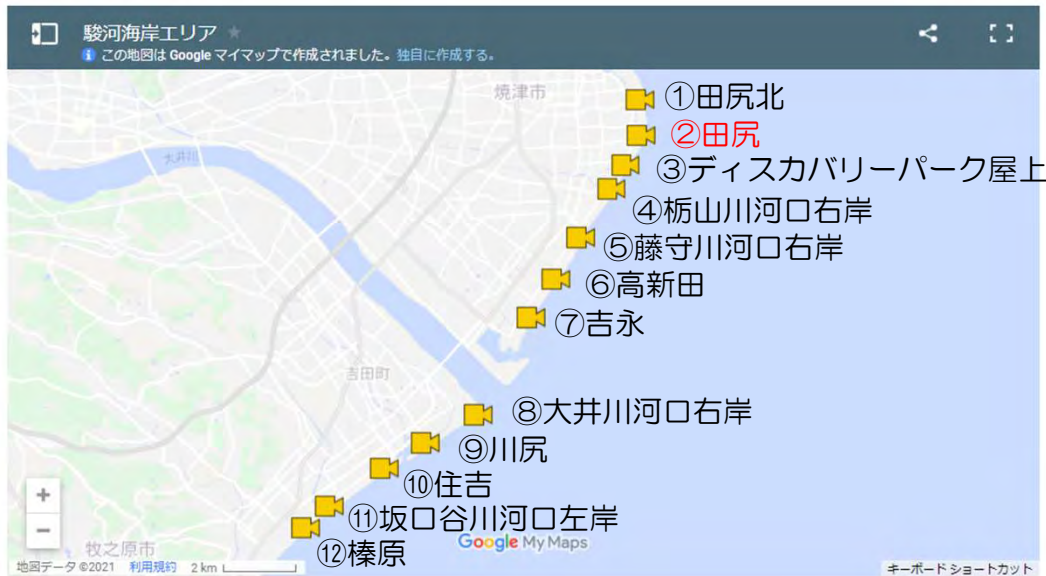 駿河海岸エリア
この地図は Google マイマップで作成されました。独自に作成する。
焼津市
①田尻北
②田尻
大井川
③ディスカバリーパーク屋上
④栃山川河口右岸
⑤藤守川河口右岸
⑥高新田
⑦吉永
吉田町
⑧大井川河口右岸
⑨川尻
⑩住吉
⑪坂口谷川河口左岸
⑫榛原
牧之原市
Google My Maps
地図データ ©2021 利用規約 2 km
キーボード ショートカット